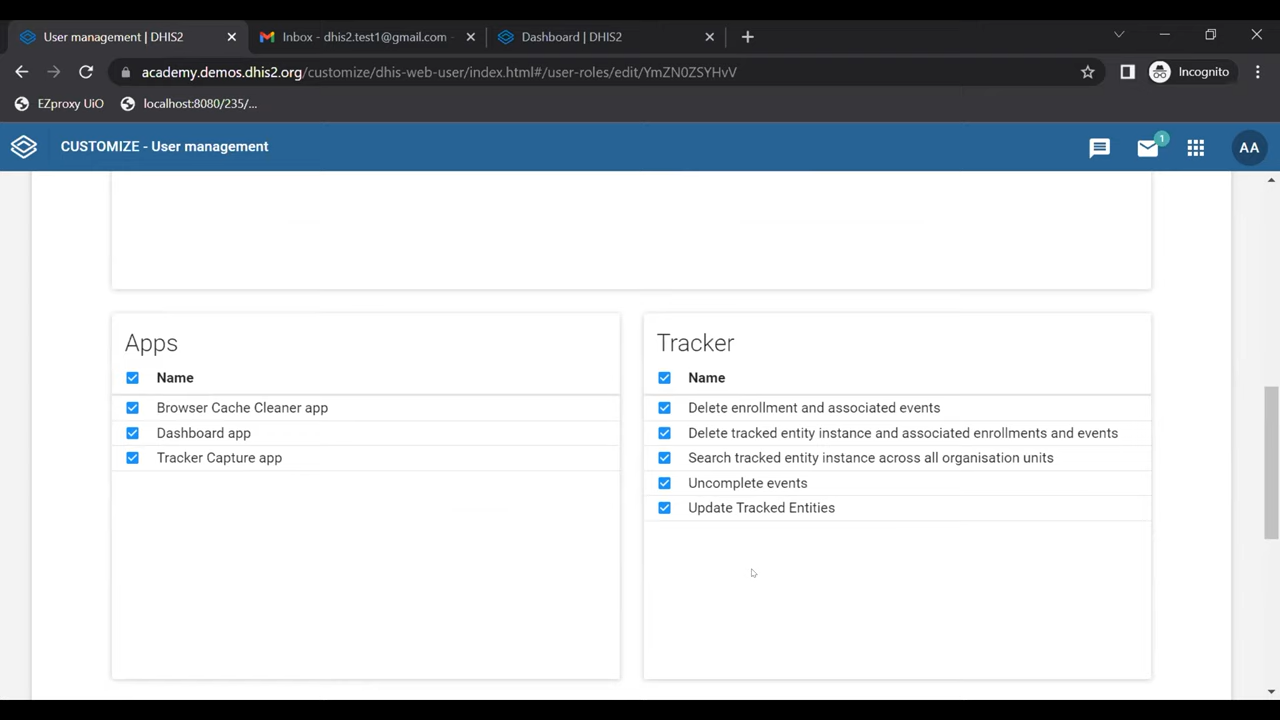 User management | DHIS2
Inbox - dhis2.test1@gmail.com -
Dashboard | DHIS2
academy.demos.dhis2.org/customize/dhis-web-user/index.html#/user-roles/edit/YmZN0ZSYHvV
Incognito
EZproxy UiO
localhost:8080/235/...
CUSTOMIZE - User management
1
AA
Apps
Name
Browser Cache Cleaner app
Dashboard app
Tracker Capture app
Tracker
Name
Delete enrollment and associated events
Delete tracked entity instance and associated enrollments and events
Search tracked entity instance across all organisation units
Uncomplete events
Update Tracked Entities